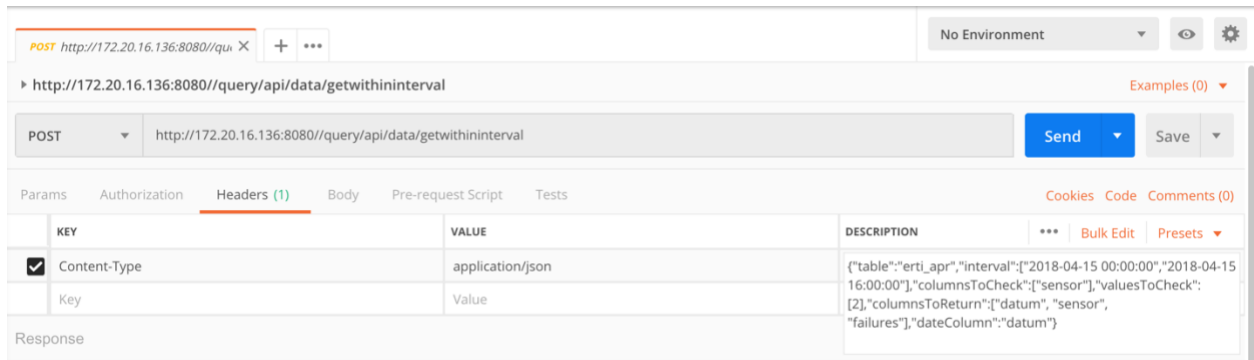 POST http://172.20.16.136:8080//qu
No Environment
http://172.20.16.136:8080//query/api/data/getwithininterval
Examples (0)
POST http://172.20.16.136:8080//query/api/data/getwithininterval Send Save
Params Authorization Headers (1) Body Pre-request Script Tests Cookies Code Comments (0)
KEY VALUE DESCRIPTION Bulk Edit Presets
Content-Type application/json
{"table":"erti_apr","interval":["2018-04-15 00:00:00","2018-04-15
16:00:00"],"columnsToCheck":["sensor"],"valuesToCheck":
[2],"columnsToReturn":["datum", "sensor",
"failures"],"dateColumn":"datum"}
Key Value
Response